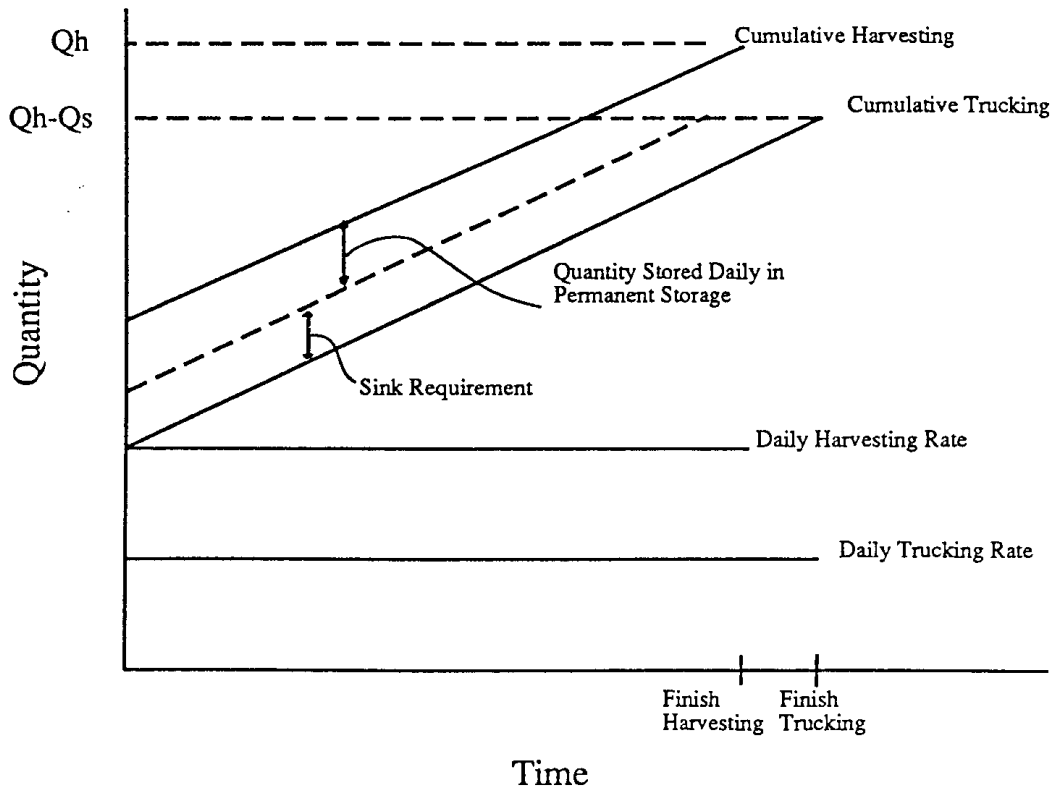 Qh
Cumulative Harvesting
Qh-Qs
Cumulative Trucking
Quantity
Quantity Stored Daily in
Permanent Storage
Sink Requirement
Daily Harvesting Rate
Daily Trucking Rate
Finish
Harvesting
Finish
Trucking
Time